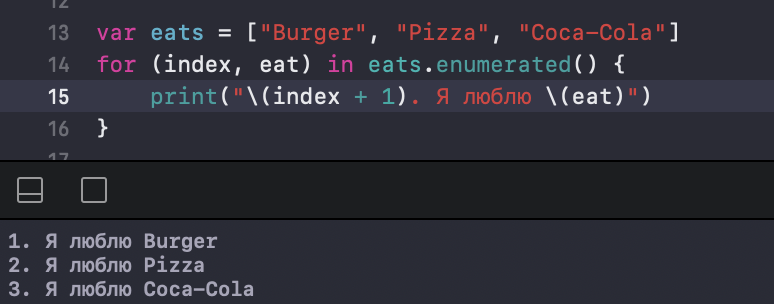 12
13 var eats = ["Burger", "Pizza", "Coca-Cola"]
14 for (index, eat) in eats.enumerated() {
15     print("\(index + 1). Я люблю \(eat)")
16 }
17
1. Я люблю Burger
2. Я люблю Pizza
3. Я люблю Coca-Cola